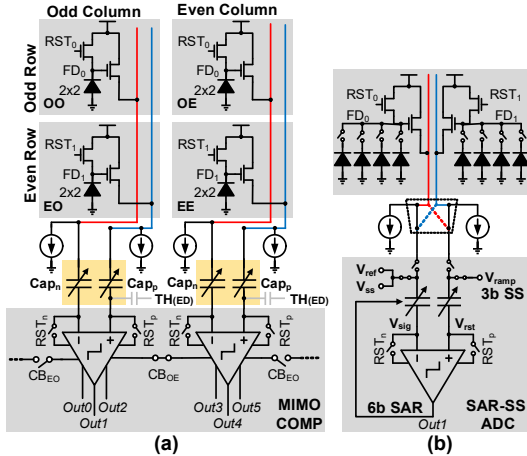 Odd Column
Even Column
Odd Row
RST0
FD0
2x2
OO
RST0
FD0
2x2
OE
Even Row
RST1
FD1
2x2
EO
RST1
FD1
2x2
EE
Capn
Capp
TH(ED)
Capn
Capp
TH(ED)
RSTn
RSTp
RSTn
RSTp
CBEO
CBOE
CBEO
Out0
Out2
Out1
Out3
Out5
Out4
MIMO
COMP
(a)
RST0
RST1
FD0
FD1
Vref
Vss
Vramp
3b SS
Vsig
Vrst
RSTn
RSTp
6b SAR
Out1
SAR-SS
ADC
(b)